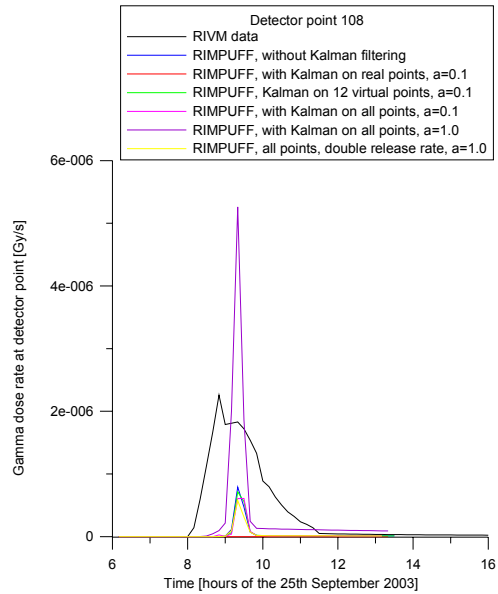 Detector point 108
RIVM data
RIMPUFF, without Kalman filtering
RIMPUFF, with Kalman on real points, a=0.1
RIMPUFF, Kalman on 12 virtual points, a=0.1
RIMPUFF, with Kalman on all points, a=0.1
RIMPUFF, with Kalman on all points, a=1.0
RIMPUFF, all points, double release rate, a=1.0
6e-006
4e-006
2e-006
0
Gamma dose rate at detector point [Gy/s]
6 8 10 12 14 16
Time [hours of the 25th September 2003]